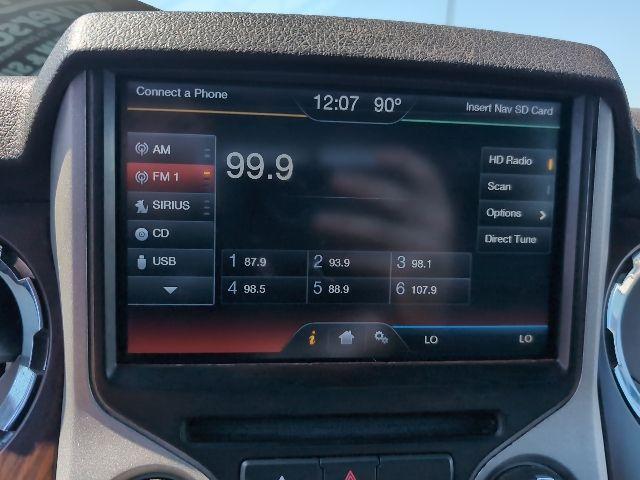 Connect a Phone
12:07 90°
Insert Nav SD Card
AM
FM 1
SIRIUS
CD
USB
99.9
HD Radio
Scan
Options
Direct Tune
1 87.9 2 93.9 3 98.1
4 98.5 5 88.9 6 107.9
i
LO
LO